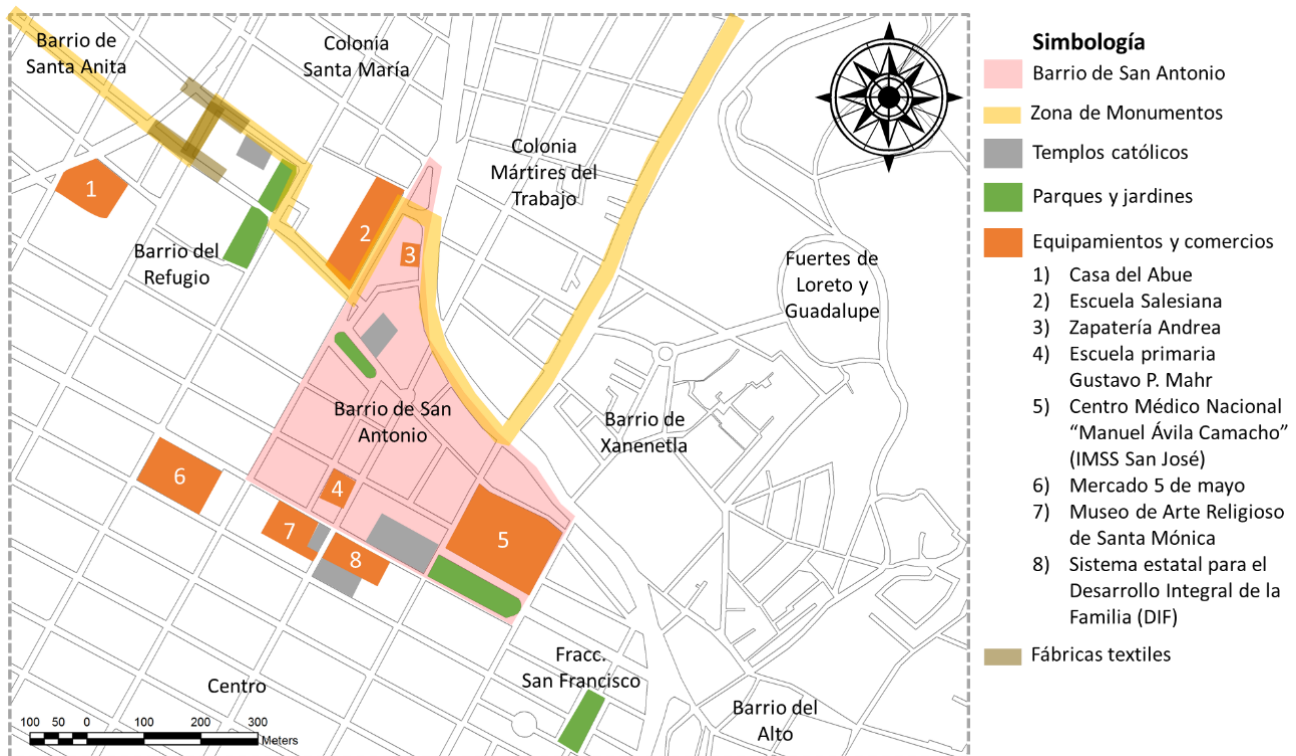 Barrio de
Santa Anita
Colonia
Santa María
Colonia
Mártires del
Trabajo
1
2
3
Barrio del
Refugio
Fuertes de
Loreto y
Guadalupe
Barrio de San
Antonio
Barrio de
Xanenetla
6
4
7
5
8
Fracc.
San Francisco
Centro
Barrio del
Alto
100 50 0 100 200 300
Meters
Simbología
Barrio de San Antonio
Zona de Monumentos
Templos católicos
Parques y jardines
Equipamientos y comercios
1) Casa del Abue
2) Escuela Salesiana
3) Zapatería Andrea
4) Escuela primaria
Gustavo P. Mahr
5) Centro Médico Nacional
“Manuel Ávila Camacho”
(IMSS San José)
6) Mercado 5 de mayo
7) Museo de Arte Religioso
de Santa Mónica
8) Sistema estatal para el
Desarrollo Integral de la
Familia (DIF)
Fábricas textiles